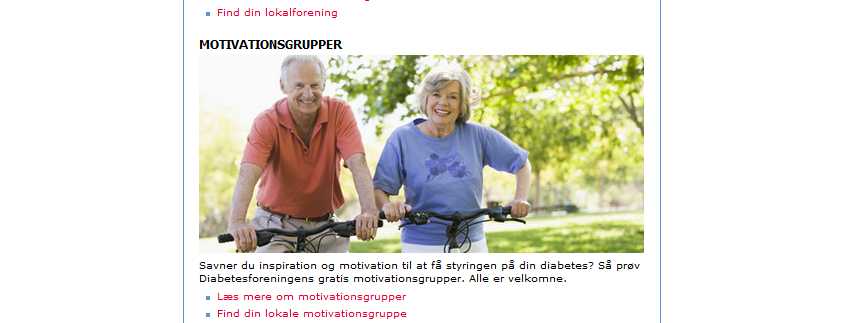 Find din lokalforening
MOTIVATIONSGRUPPER
Savner du inspiration og motivation til at få styringen på din diabetes? Så prøv
Diabetesforeningens gratis motivationsgrupper. Alle er velkomne.
Læs mere om motivationsgrupper
Find din lokale motivationsgruppe